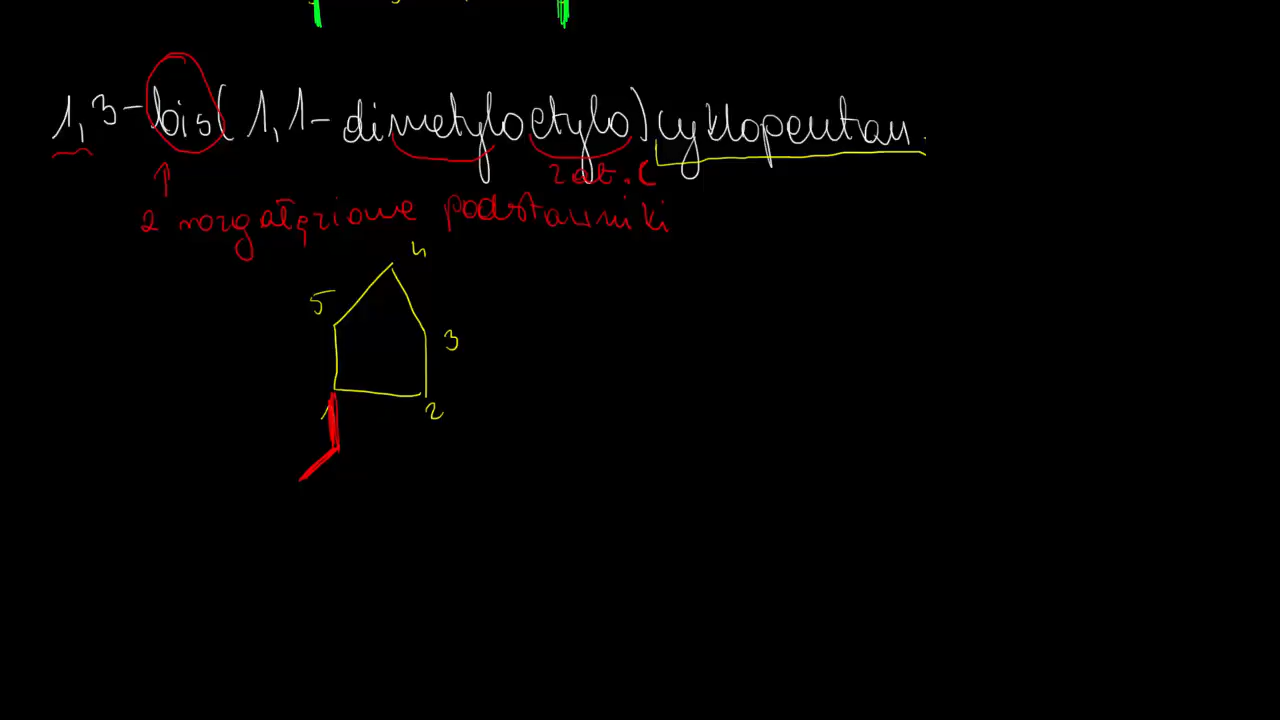 1,3-bis(1,1-dimetyloetylo)cyklopentan.
2 at. C
2 rozgałęzione podstawniki
4
5
3
1
2